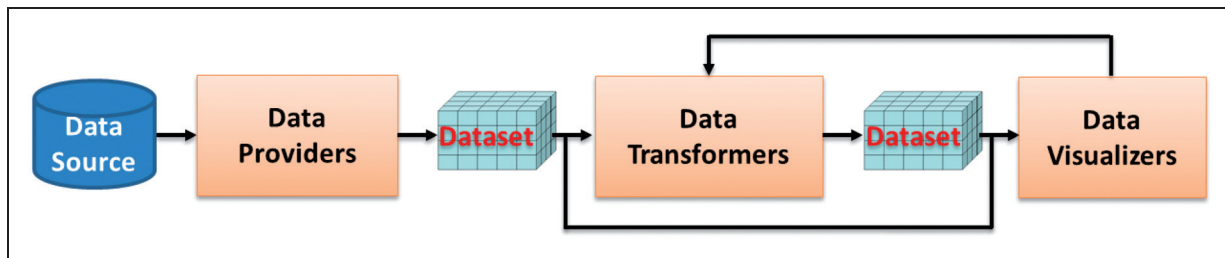 Data
Source
Data
Providers
Dataset
Data
Transformers
Dataset
Data
Visualizers